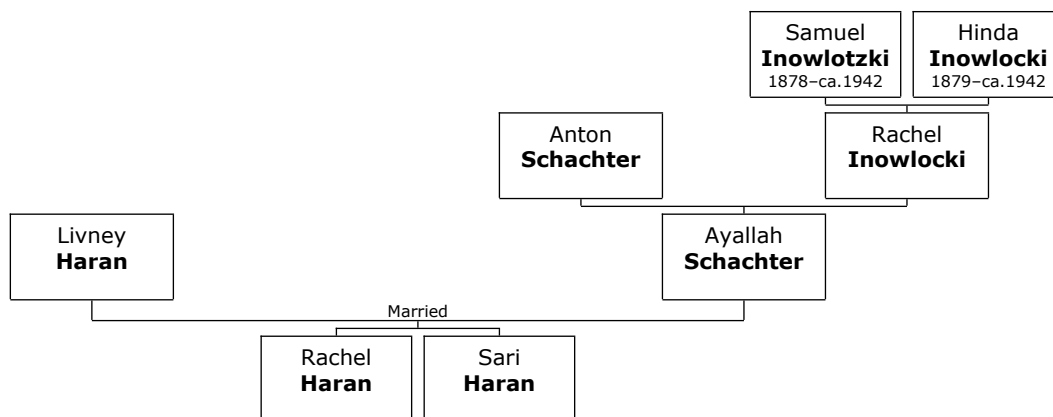 Samuel
Inowlotzki
1878–ca.1942
Hinda
Inowlocki
1879–ca.1942
Anton
Schachter
Rachel
Inowlocki
Livney
Haran
Ayallah
Schachter
Married
Rachel
Haran
Sari
Haran